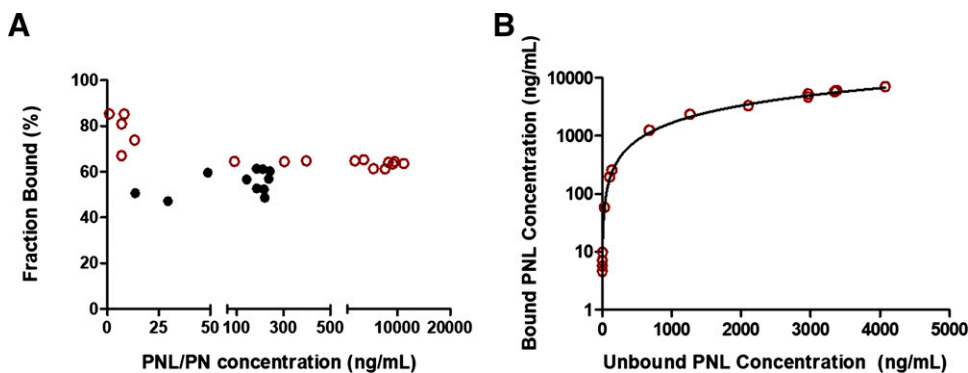 A
Fraction Bound (%)
100
80
60
40
20
0
0 25 50 100 300 500 10000 20000
PNL/PN concentration (ng/mL)
B
Bound PNL Concentration (ng/mL)
10000
1000
100
10
1
0 1000 2000 3000 4000 5000
Unbound PNL Concentration (ng/mL)